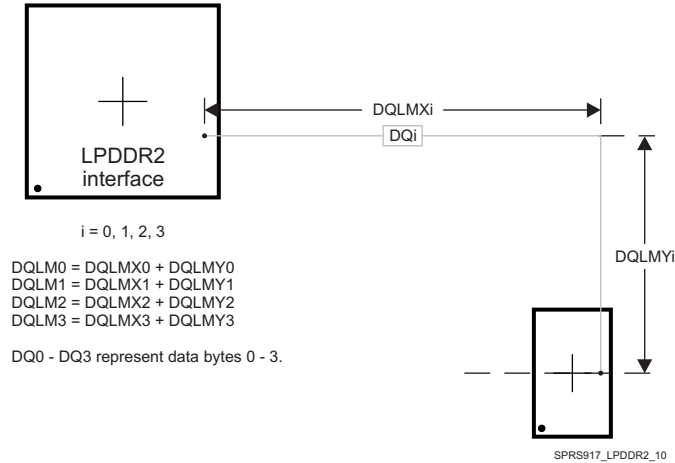 DQLMXi
DQi
LPDDR2
interface
i = 0, 1, 2, 3
DQLMYi
DQLM0 = DQLMX0 + DQLMY0
DQLM1 = DQLMX1 + DQLMY1
DQLM2 = DQLMX2 + DQLMY2
DQLM3 = DQLMX3 + DQLMY3
DQ0 - DQ3 represent data bytes 0 - 3.
SPRS917_LPDDR2_10